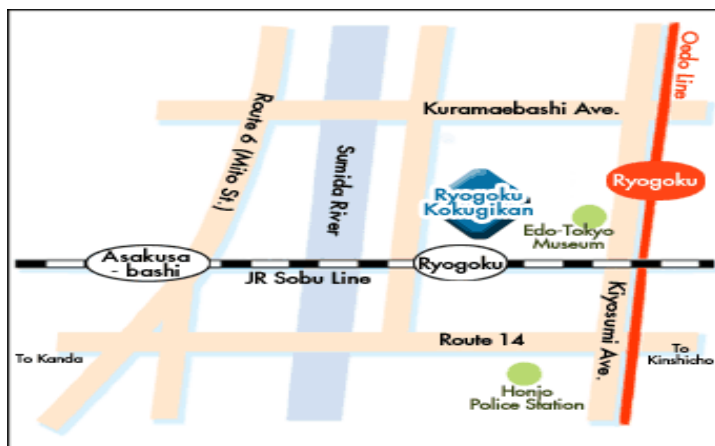 Oedo Line
Kuramaebashi Ave.
Route 6 (Mito St.)
Sumida River
Ryogoku
Kokugikan
Ryogoku
Edo-Tokyo
Museum
Asakusa
- bashi
JR Sobu Line
Ryogoku
Kiyosumi Ave.
Route 14
To Kanda
To
Kinshicho
Honjo
Police Station